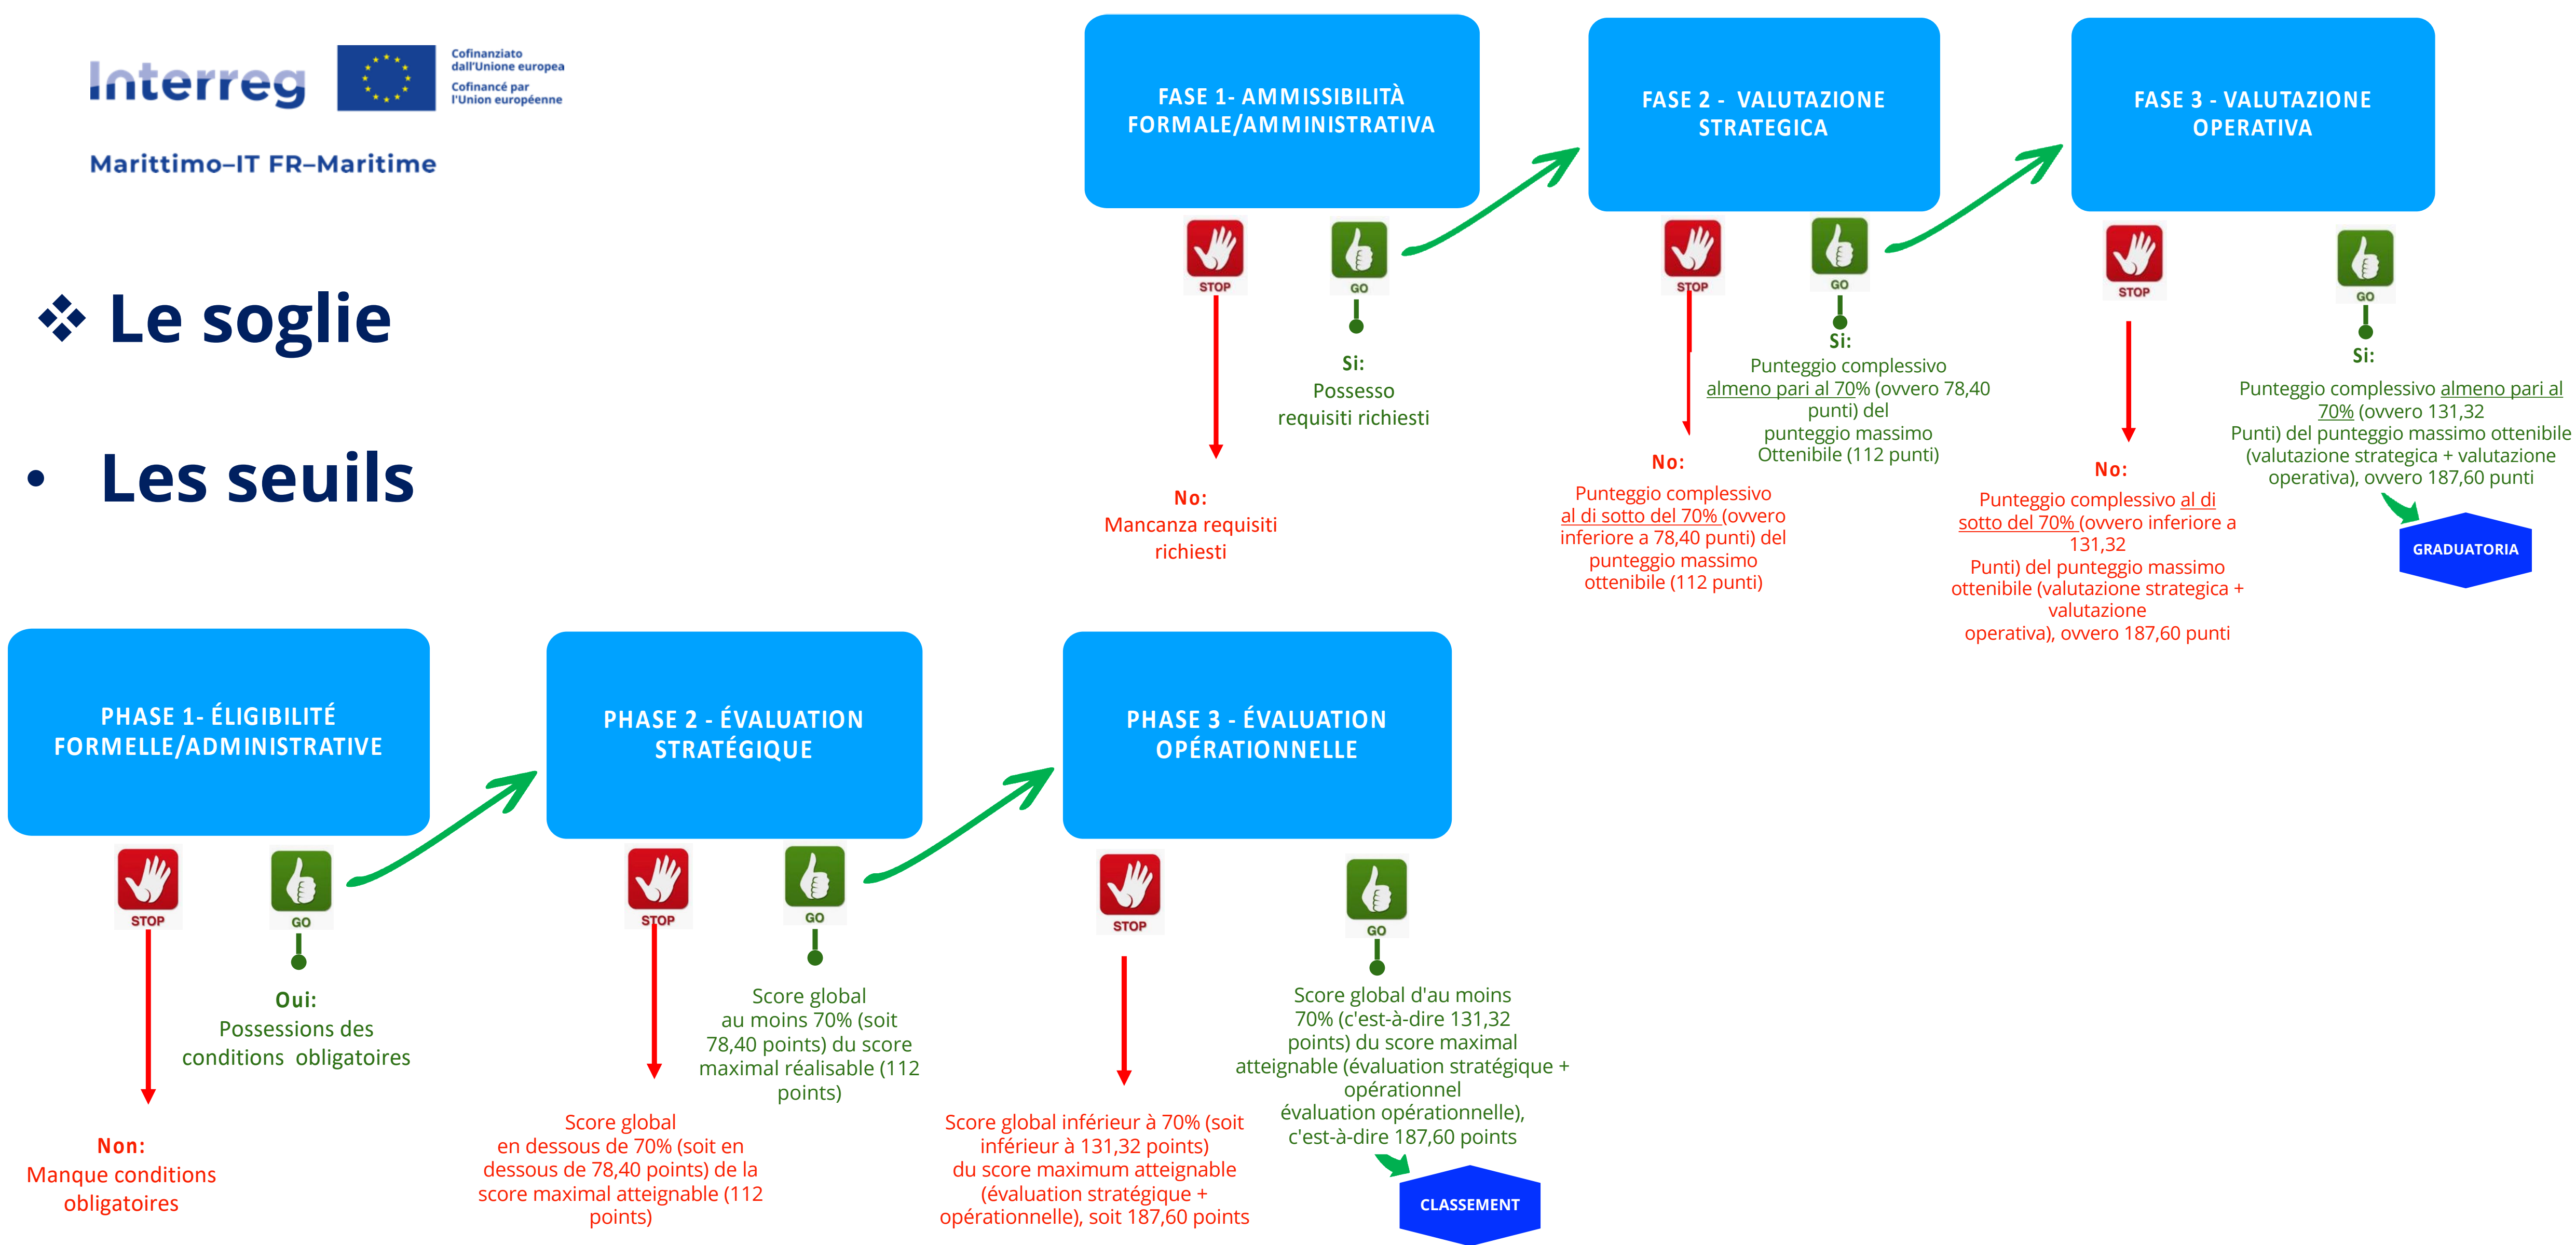 Interreg
Cofinanziato
dall'Unione europea
Cofinancé par
l'Union européenne
Marittimo–IT FR–Maritime
❖ Le soglie
• Les seuils
FASE 1- AMMISSIBILITÀ
FORMALE/AMMINISTRATIVA
STOP
GO
Si:
Possesso
requisiti richiesti
No:
Mancanza requisiti
richiesti
FASE 2 - VALUTAZIONE
STRATEGICA
STOP
GO
Si:
Punteggio complessivo
almeno pari al 70% (ovvero 78,40
punti) del
punteggio massimo
Ottenibile (112 punti)
No:
Punteggio complessivo
al di sotto del 70% (ovvero
inferiore a 78,40 punti) del
punteggio massimo
ottenibile (112 punti)
FASE 3 - VALUTAZIONE
OPERATIVA
STOP
GO
Si:
Punteggio complessivo almeno pari al
70% (ovvero 131,32
Punti) del punteggio massimo ottenibile
(valutazione strategica + valutazione
operativa), ovvero 187,60 punti
No:
Punteggio complessivo al di
sotto del 70% (ovvero inferiore a
131,32
Punti) del punteggio massimo
ottenibile (valutazione strategica +
valutazione
operativa), ovvero 187,60 punti
GRADUATORIA
PHASE 1- ÉLIGIBILITÉ
FORMELLE/ADMINISTRATIVE
STOP
GO
Oui:
Possessions des
conditions obligatoires
Non:
Manque conditions
obligatoires
PHASE 2 - ÉVALUATION
STRATÉGIQUE
STOP
GO
Score global
au moins 70% (soit
78,40 points) du score
maximal réalisable (112
points)
Score global
en dessous de 70% (soit en
dessous de 78,40 points) de la
score maximal atteignable (112
points)
PHASE 3 - ÉVALUATION
OPÉRATIONNELLE
STOP
GO
Score global d'au moins
70% (c'est-à-dire 131,32
points) du score maximal
atteignable (évaluation stratégique +
opérationnel
évaluation opérationnelle),
c'est-à-dire 187,60 points
Score global inférieur à 70% (soit
inférieur à 131,32 points)
du score maximum atteignable
(évaluation stratégique +
opérationnelle), soit 187,60 points
CLASSEMENT